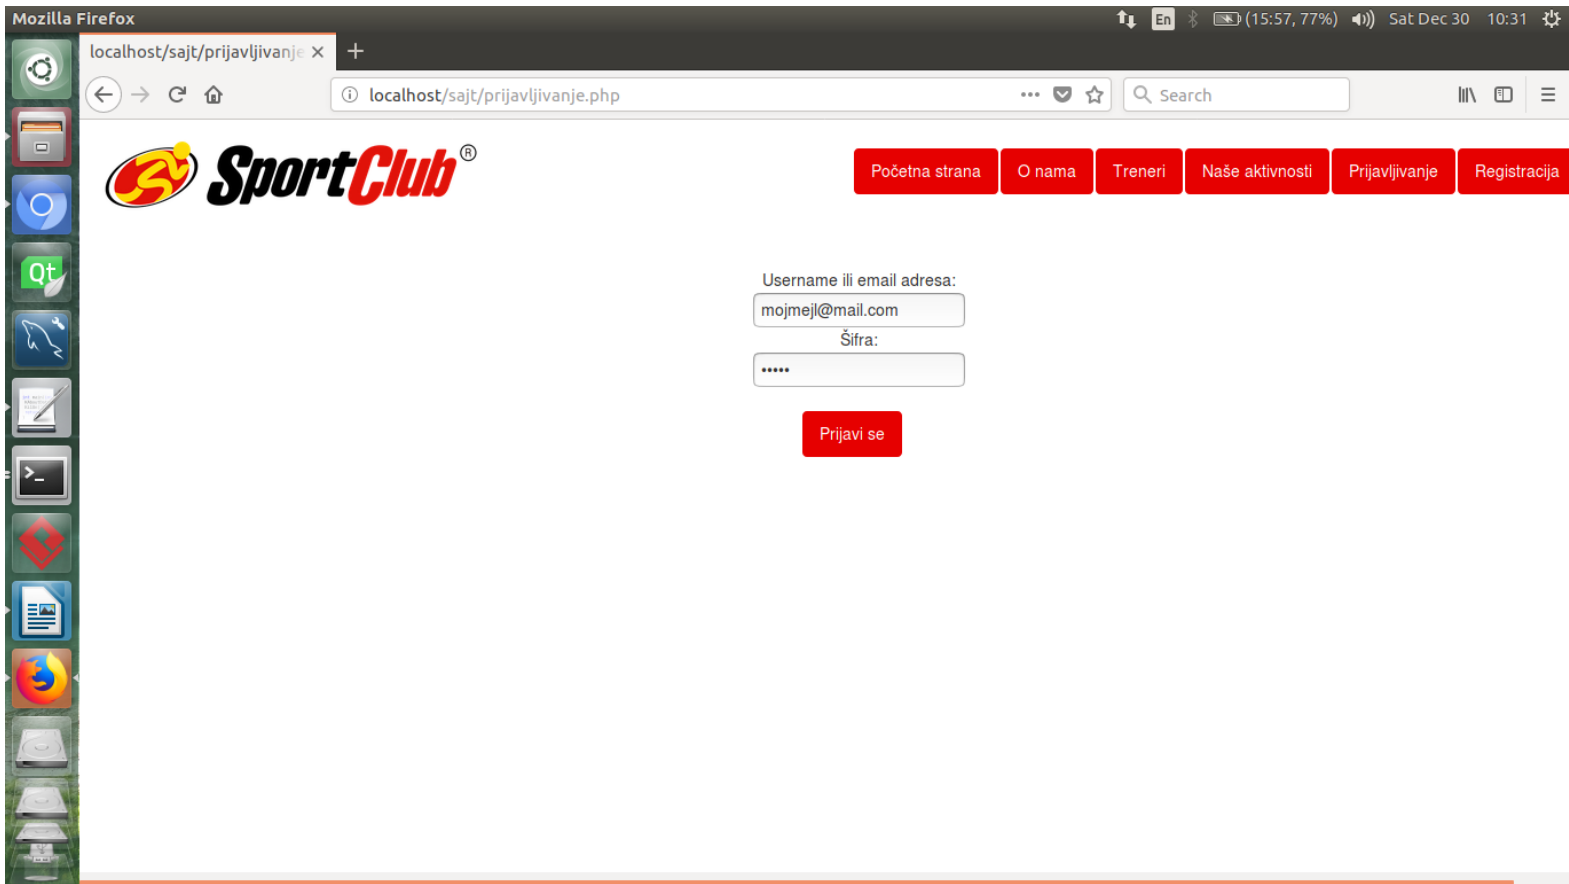 Mozilla Firefox En (15:57, 77%) Sat Dec 30 10:31
localhost/sajt/prijavljivanje
localhost/sajt/prijavljivanje.php Search
SportClub®
Početna strana O nama Treneri Naše aktivnosti Prijavljivanje Registracija
Qt
Username ili email adresa:
mojmejl@mail.com
Šifra:
•••••
Prijavi se
>_